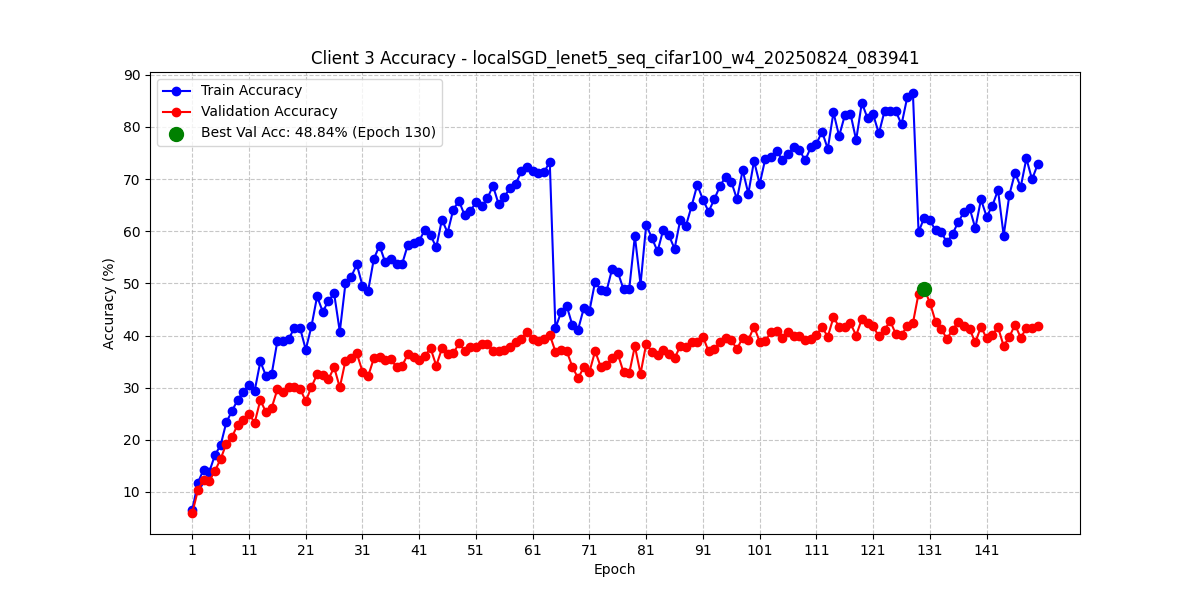 Client 3 Accuracy - localSGD_lenet5_seq_cifar100_w4_20250824_083941
Train Accuracy
Validation Accuracy
Best Val Acc: 48.84% (Epoch 130)
Accuracy (%)
90
80
70
60
50
40
30
20
10
1 11 21 31 41 51 61 71 81 91 101 111 121 131 141
Epoch